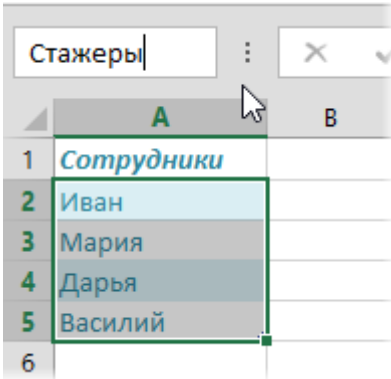 Стажеры
A B
1 Сотрудники
2 Иван
3 Мария
4 Дарья
5 Василий
6